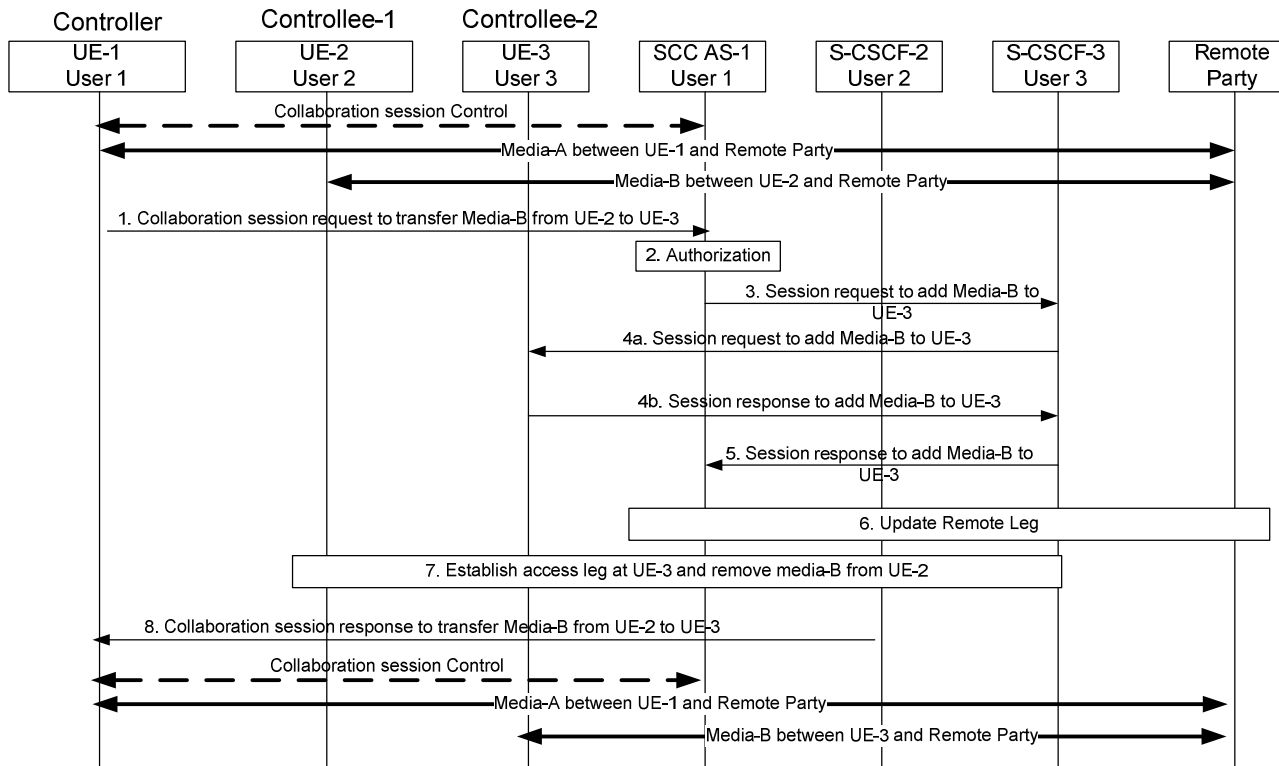 Controller
Controllee-1
Controllee-2
UE-1
User 1
UE-2
User 2
UE-3
User 3
SCC AS-1
User 1
S-CSCF-2
User 2
S-CSCF-3
User 3
Remote
Party
Collaboration session Control
Media-A between UE-1 and Remote Party
Media-B between UE-2 and Remote Party
1. Collaboration session request to transfer Media-B from UE-2 to UE-3
2. Authorization
3. Session request to add Media-B to
UE-3
4a. Session request to add Media-B to UE-3
4b. Session response to add Media-B to UE-3
5. Session response to add Media-B to
UE-3
6. Update Remote Leg
7. Establish access leg at UE-3 and remove media-B from UE-2
8. Collaboration session response to transfer Media-B from UE-2 to UE-3
Collaboration session Control
Media-A between UE-1 and Remote Party
Media-B between UE-3 and Remote Party